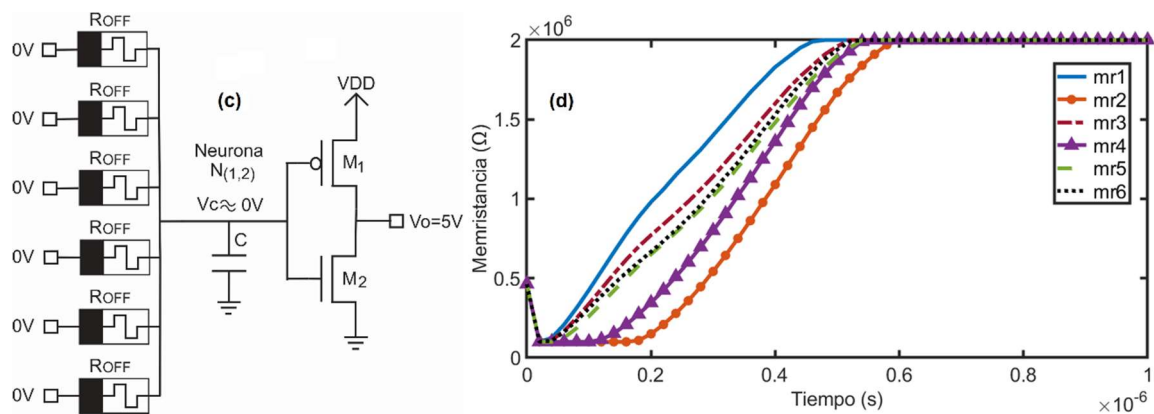 ROFF
0V
ROFF
0V
ROFF
0V
ROFF
0V
ROFF
0V
ROFF
0V
(c)
VDD
Neurona
N(1,2)
Vc≈ 0V
C
M1
M2
Vo=5V
×10^6
(d)
2
1.5
1
0.5
0
Memristancia (Ω)
0
0.2
0.4
0.6
0.8
1
Tiempo (s)
×10^-6
mr1
mr2
mr3
mr4
mr5
mr6